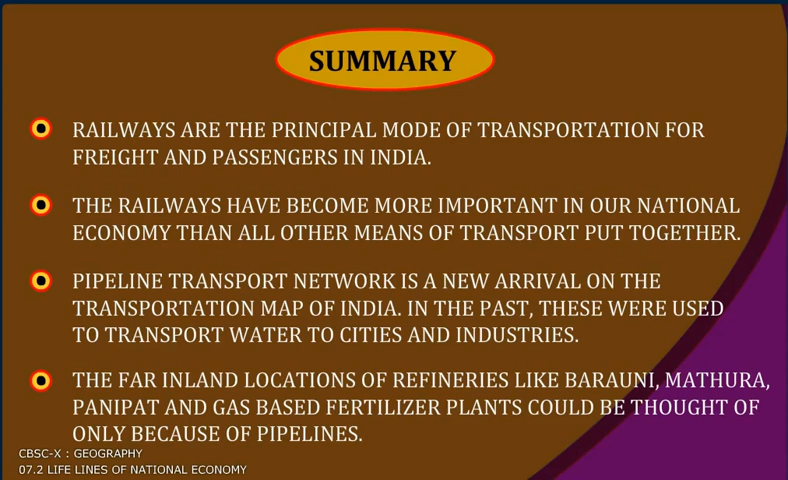 SUMMARY
RAILWAYS ARE THE PRINCIPAL MODE OF TRANSPORTATION FOR
FREIGHT AND PASSENGERS IN INDIA.
THE RAILWAYS HAVE BECOME MORE IMPORTANT IN OUR NATIONAL
ECONOMY THAN ALL OTHER MEANS OF TRANSPORT PUT TOGETHER.
PIPELINE TRANSPORT NETWORK IS A NEW ARRIVAL ON THE
TRANSPORTATION MAP OF INDIA. IN THE PAST, THESE WERE USED
TO TRANSPORT WATER TO CITIES AND INDUSTRIES.
THE FAR INLAND LOCATIONS OF REFINERIES LIKE BARAUNI, MATHURA,
PANIPAT AND GAS BASED FERTILIZER PLANTS COULD BE THOUGHT OF
ONLY BECAUSE OF PIPELINES.
CBSC-X : GEOGRAPHY
07.2 LIFE LINES OF NATIONAL ECONOMY